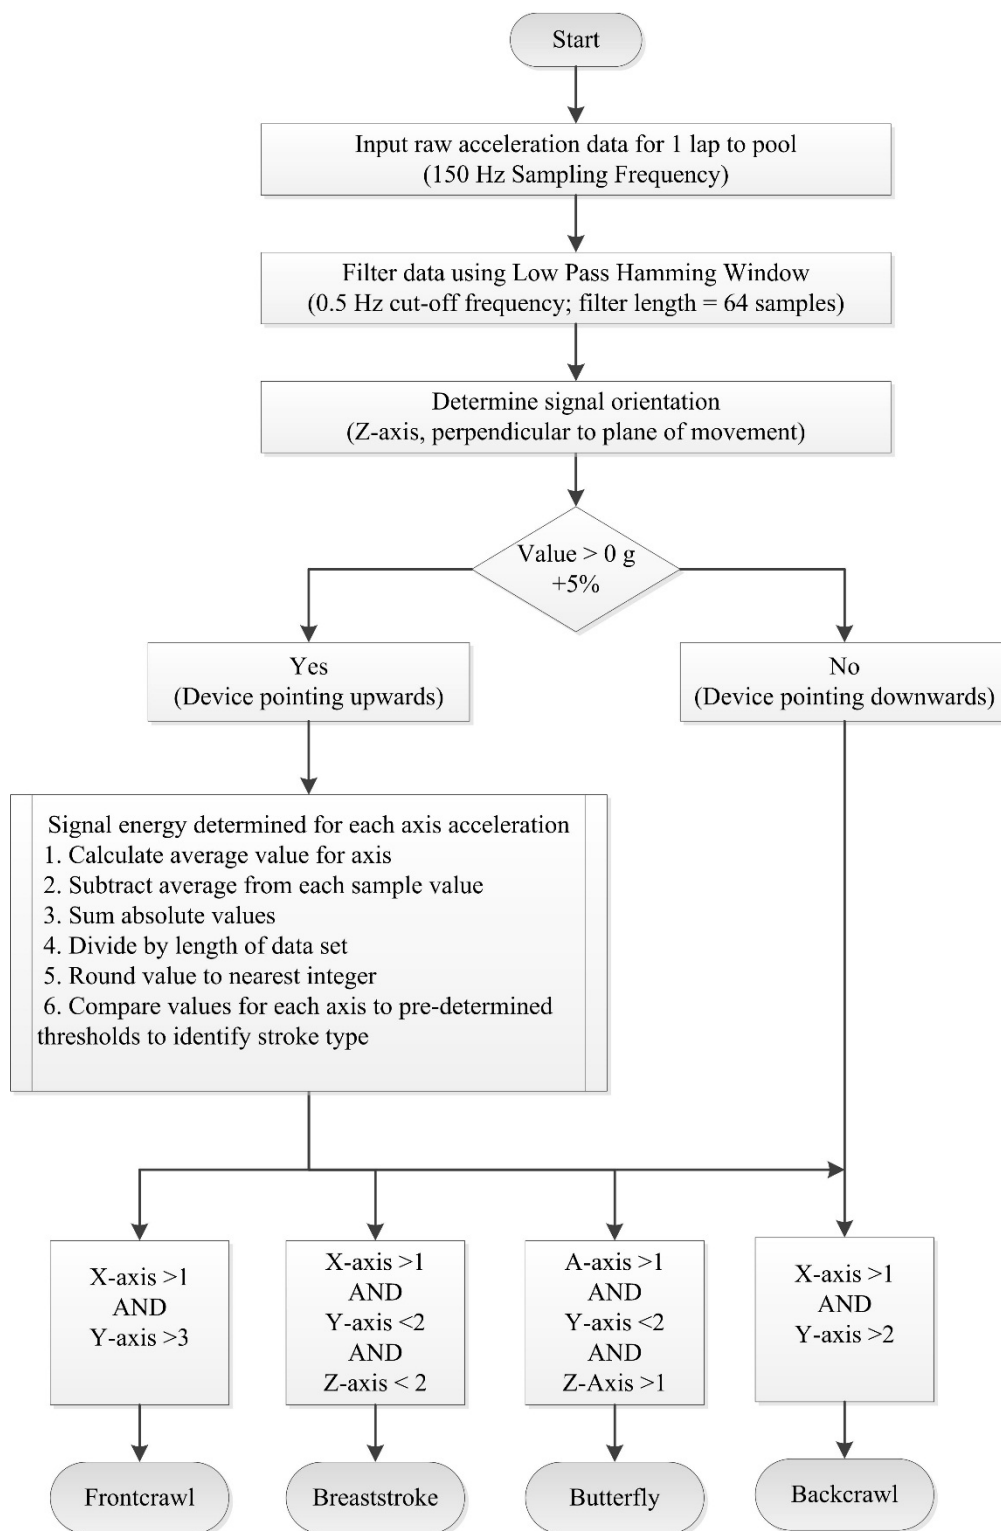 Start
Input raw acceleration data for 1 lap to pool
(150 Hz Sampling Frequency)
Filter data using Low Pass Hamming Window
(0.5 Hz cut-off frequency; filter length = 64 samples)
Determine signal orientation
(Z-axis, perpendicular to plane of movement)
Value > 0 g
+5%
Yes
(Device pointing upwards)
No
(Device pointing downwards)
Signal energy determined for each axis acceleration
1. Calculate average value for axis
2. Subtract average from each sample value
3. Sum absolute values
4. Divide by length of data set
5. Round value to nearest integer
6. Compare values for each axis to pre-determined
thresholds to identify stroke type
X-axis >1
AND
Y-axis >3
X-axis >1
AND
Y-axis <2
AND
Z-axis < 2
A-axis >1
AND
Y-axis <2
AND
Z-Axis >1
X-axis >1
AND
Y-axis >2
Frontcrawl
Breaststroke
Butterfly
Backcrawl